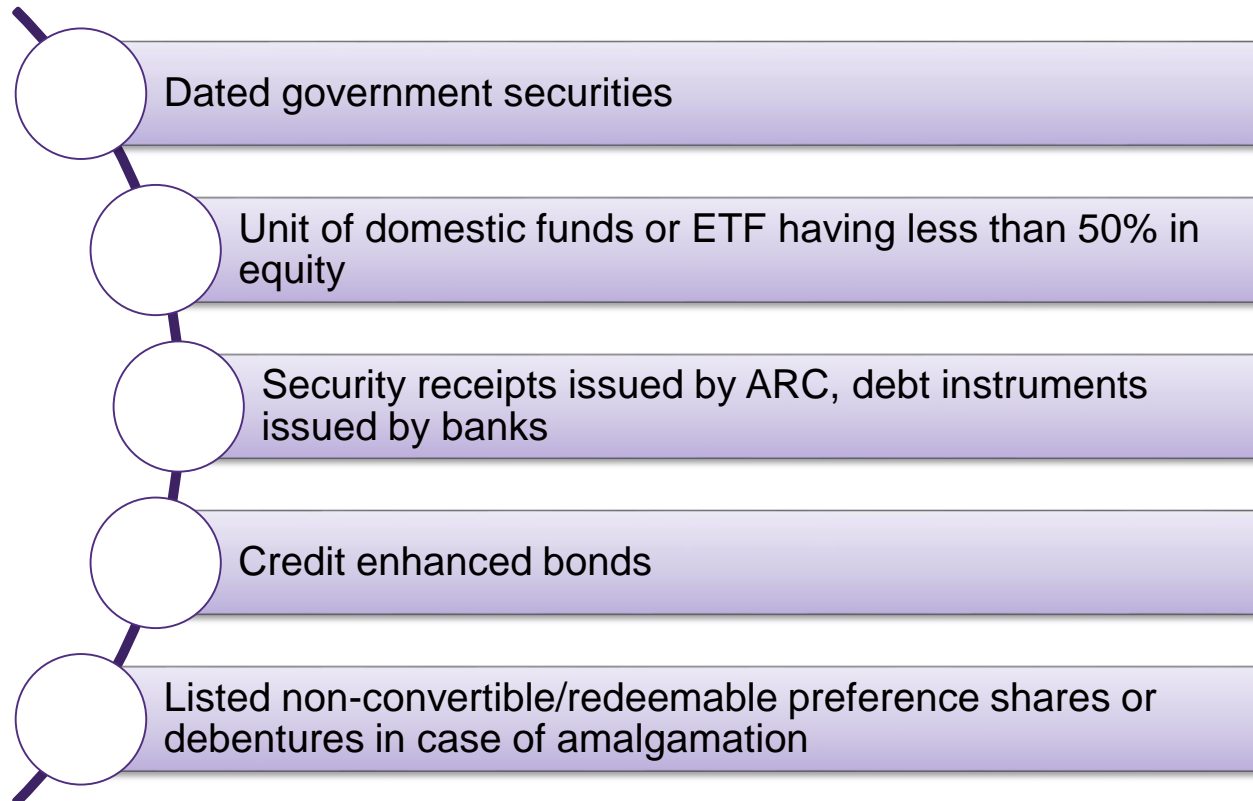 Dated government securities
Unit of domestic funds or ETF having less than 50% in
equity
Security receipts issued by ARC, debt instruments
issued by banks
Credit enhanced bonds
Listed non-convertible/redeemable preference shares or
debentures in case of amalgamation